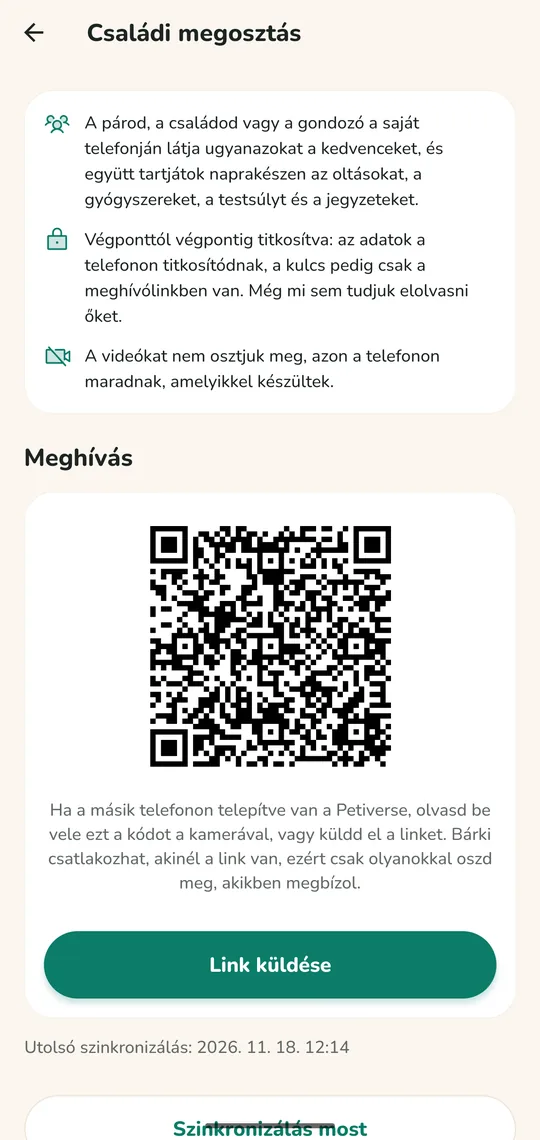 Családi megosztás
A párod, a családod vagy a gondozó a saját
telefonján látja ugyanazokat a kedvenceket, és
együtt tartjátok naprakészen az oltásokat, a
gyógyszereket, a testsúlyt és a jegyzeteket.
Végponttól végpontig titkosítva: az adatok a
telefonon titkosítódnak, a kulcs pedig csak a
meghívólinkben van. Még mi sem tudjuk elolvasni
őket.
A videókat nem osztjuk meg, azon a telefonon
maradnak, amelyikkel készültek.
Meghívás
Ha a másik telefonon telepítve van a Petiverse, olvasd be
vele ezt a kódot a kamerával, vagy küldd el a linket. Bárki
csatlakozhat, akinél a link van, ezért csak olyanokkal oszd
meg, akikben megbízol.
Link küldése
Utolsó szinkronizálás: 2026. 11. 18. 12:14
Szinkronizálás most